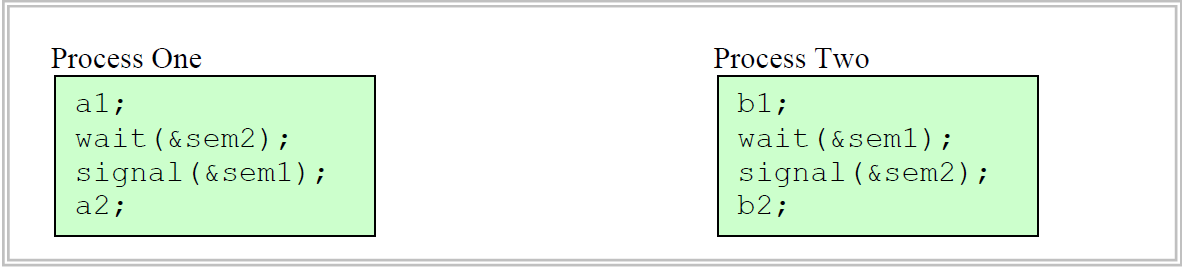 Process One
a1;
wait(&sem2);
signal(&sem1);
a2;
Process Two
b1;
wait(&sem1);
signal(&sem2);
b2;